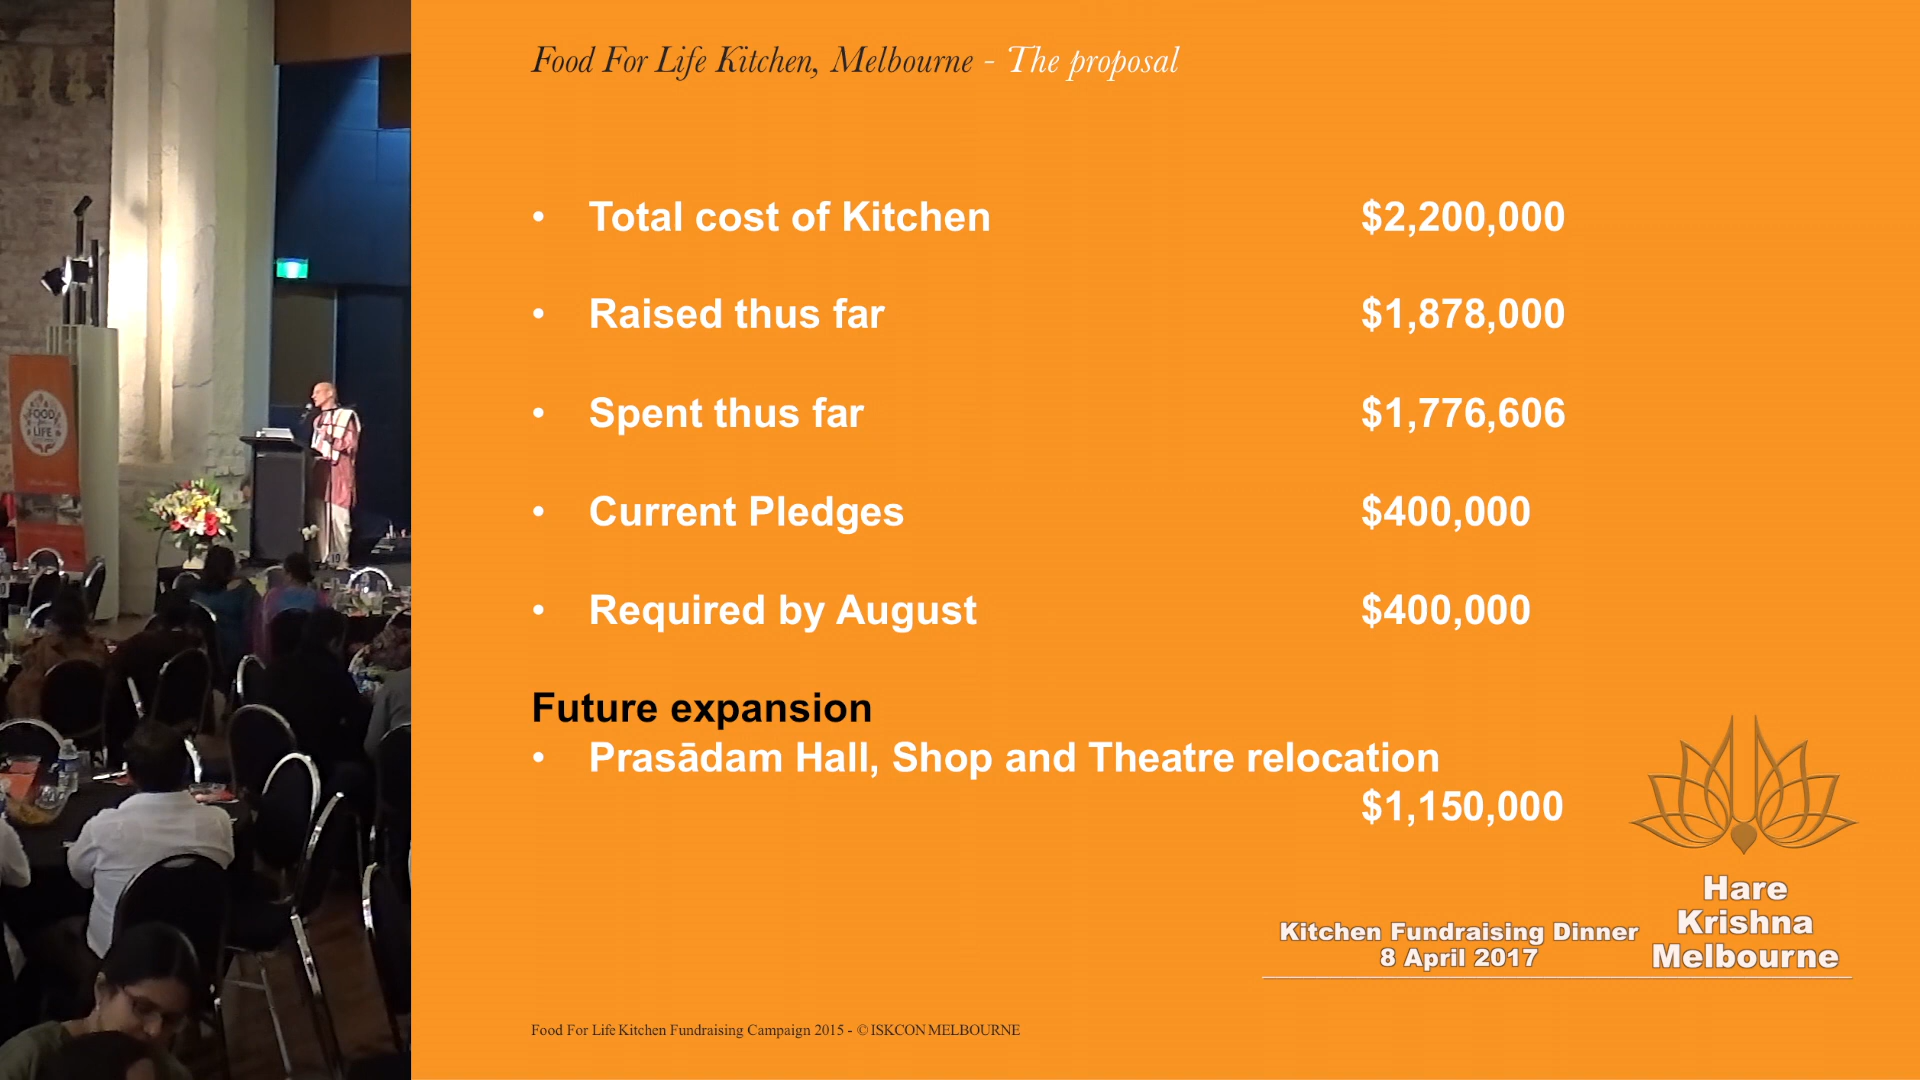 Food For Life Kitchen, Melbourne - The proposal
• Total cost of Kitchen $2,200,000
• Raised thus far $1,878,000
• Spent thus far $1,776,606
• Current Pledges $400,000
• Required by August $400,000
Future expansion
• Prasādam Hall, Shop and Theatre relocation
$1,150,000
Hare
Krishna
Melbourne
Kitchen Fundraising Dinner
8 April 2017
Food For Life Kitchen Fundraising Campaign 2015 - © ISKCON MELBOURNE
FOOD
LIFE